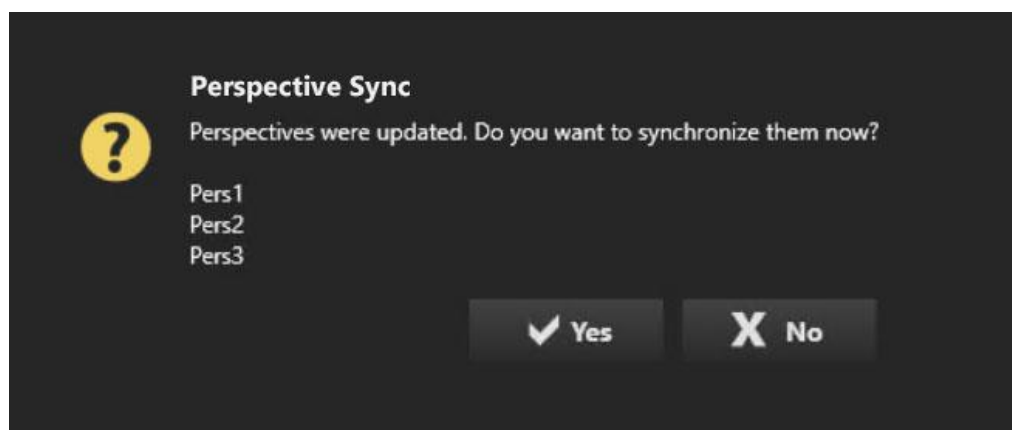 Perspective Sync
Perspectives were updated. Do you want to synchronize them now?
Pers1
Pers2
Pers3
Yes
No